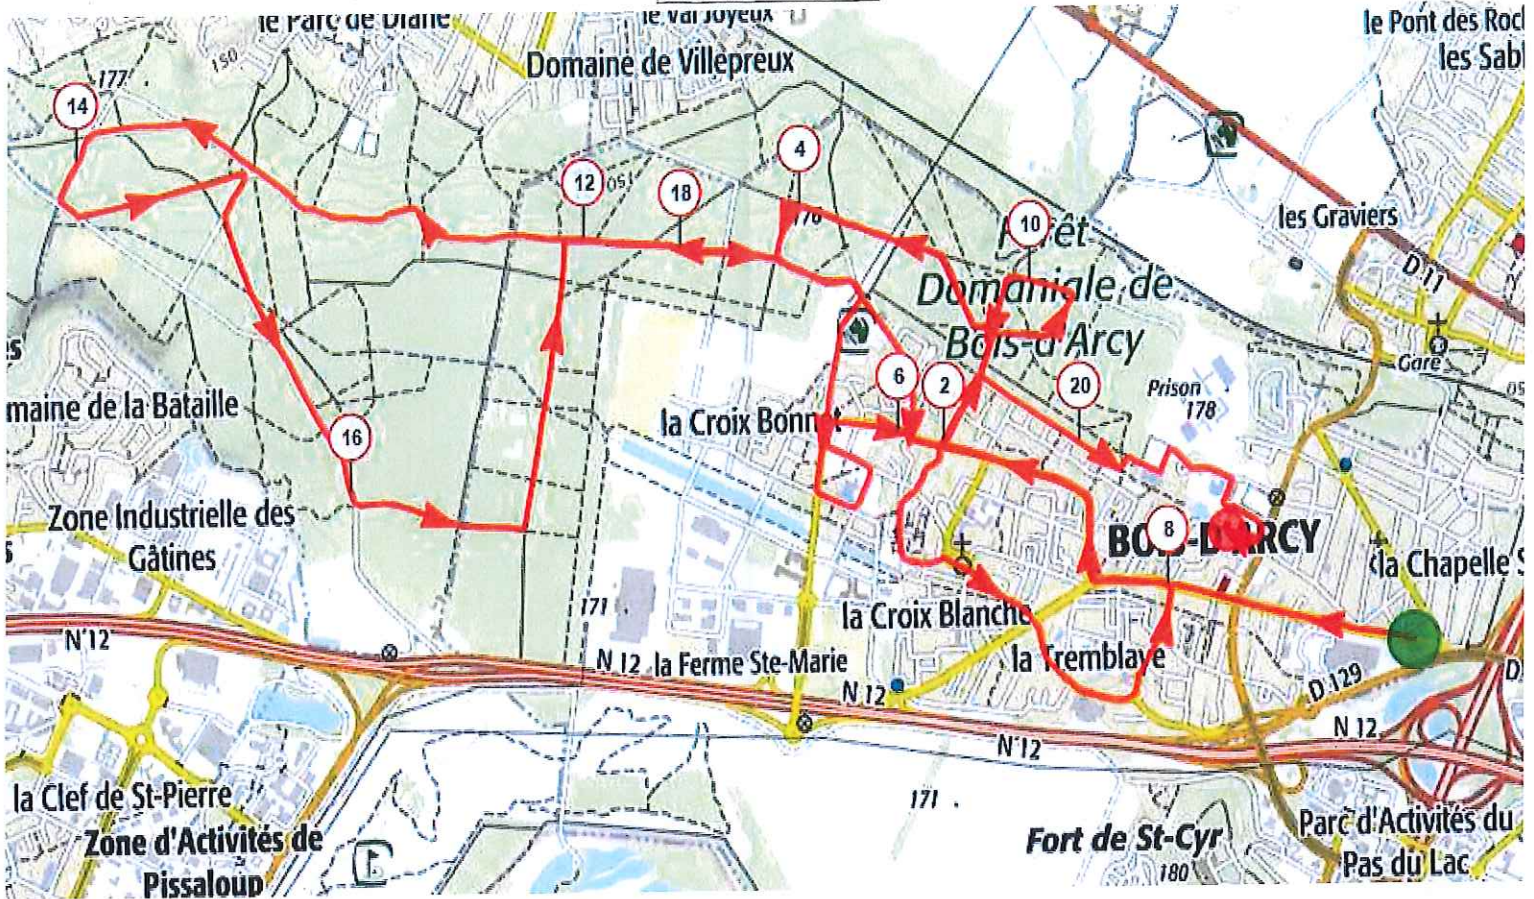 le Parc de Diane
le Val Joyeux
le Pont des Roc
les Sabl
Domaine de Villepreux
177
150
14
4
12
18
10
176
les Graviers
Forêt
Domaniale de
Bois-d'Arcy
D 11
Gare
6
2
20
Prison
178
maine de la Bataille
la Croix Bonnet
16
Zone Industrielle des
Gâtines
8
BOIS-D'ARCY
la Chapelle S
171
la Croix Blanche
la Tremblaye
N 12
N 12
la Ferme Ste-Marie
N 12
D 129
N 12
N 12
la Clef de St-Pierre
Zone d'Activités de
Pissaloup
171
Fort de St-Cyr
180
Parc d'Activités du
Pas du Lac